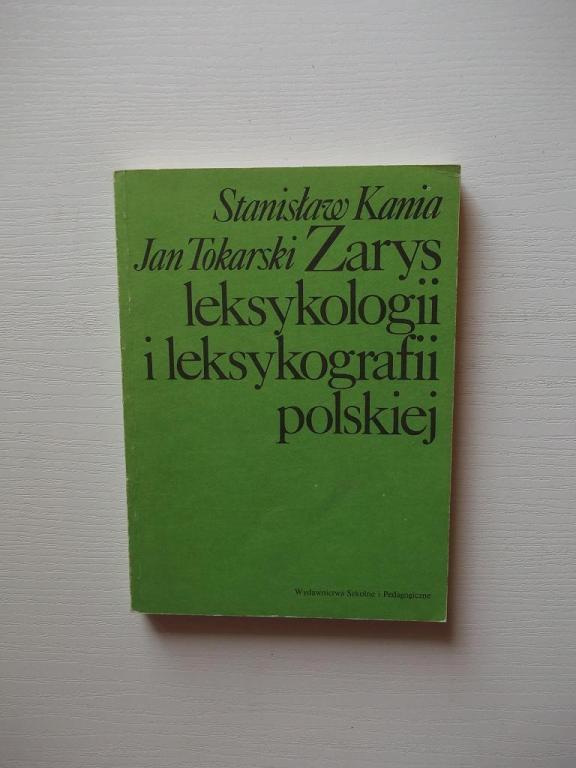 Stanisław Kania
Jan Tokarski Zarys
leksykologii
i leksykografii
polskiej
Wydawnictwa Szkolne i Pedagogiczne